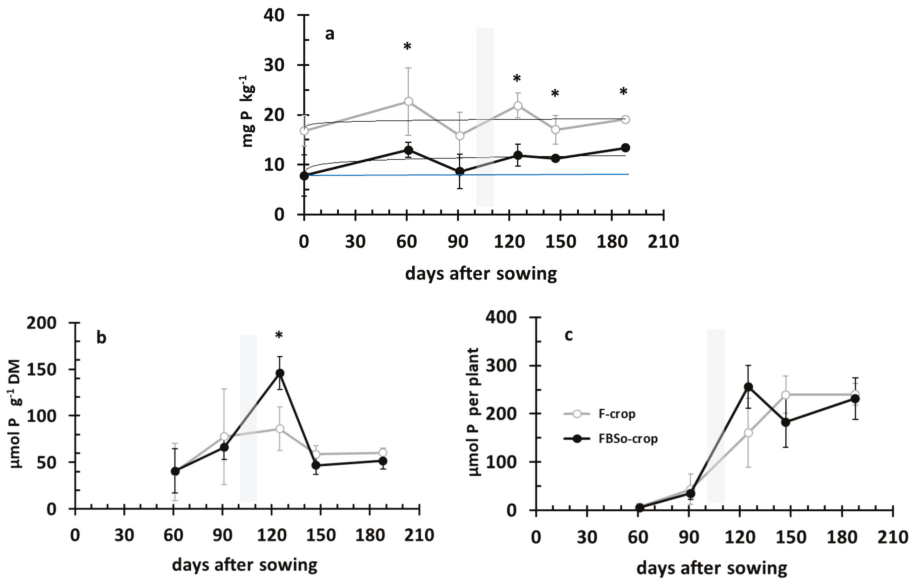 a
40
30
20
10
0
mg P kg-1
* * * *
0 30 60 90 120 150 180 210
days after sowing
b
200
150
100
50
0
µmol P g-1 DM
*
0 30 60 90 120 150 180 210
days after sowing
c
400
300
200
100
0
µmol P per plant
F-crop
FBSo-crop
0 30 60 90 120 150 180 210
days after sowing